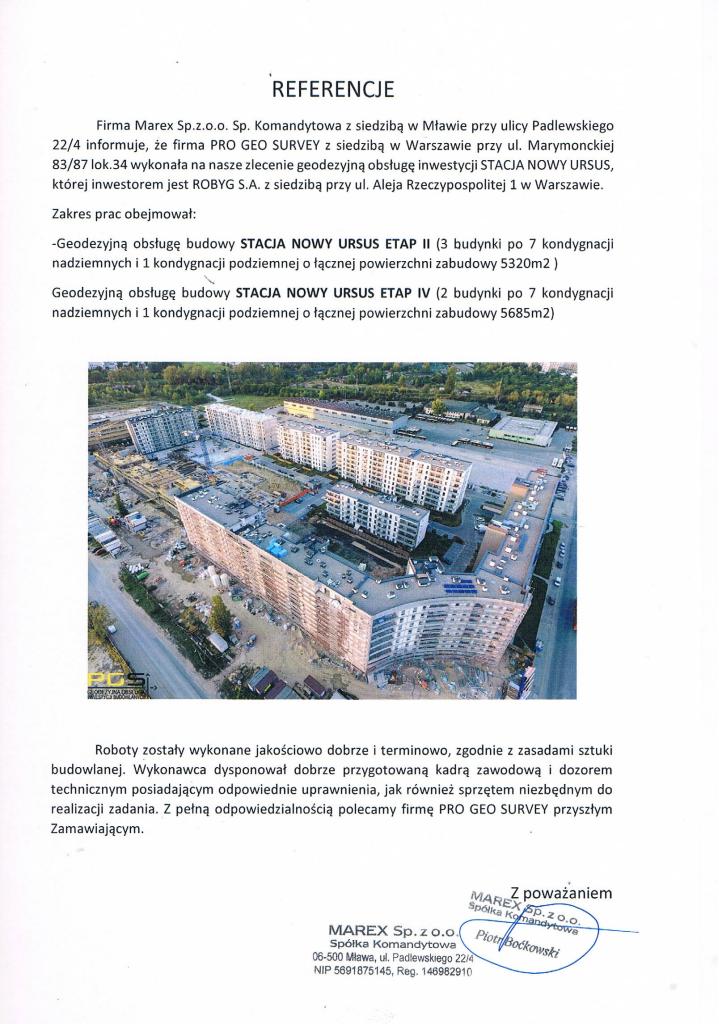 REFERENCJE
Firma Marex Sp.z.o.o. Sp. Komandytowa z siedzibą w Mławie przy ulicy Padlewskiego
22/4 informuje, że firma PRO GEO SURVEY z siedzibą w Warszawie przy ul. Marymonckiej
83/87 lok.34 wykonała na nasze zlecenie geodezyjną obsługę inwestycji STACJA NOWY URSUS,
której inwestorem jest ROBYG S.A. z siedzibą przy ul. Aleja Rzeczypospolitej 1 w Warszawie.
Zakres prac obejmował:
-Geodezyjną obsługę budowy STACJA NOWY URSUS ETAP II (3 budynki po 7 kondygnacji
nadziemnych i 1 kondygnacji podziemnej o łącznej powierzchni zabudowy 5320m2 )
Geodezyjną obsługę budowy STACJA NOWY URSUS ETAP IV (2 budynki po 7 kondygnacji
nadziemnych i 1 kondygnacji podziemnej o łącznej powierzchni zabudowy 5685m2)
PGS
GEODEZYJNA OBSŁUGA
INWESTYCJI BUDOWLANYCH
Roboty zostały wykonane jakościowo dobrze i terminowo, zgodnie z zasadami sztuki
budowlanej. Wykonawca dysponował dobrze przygotowaną kadrą zawodową i dozorem
technicznym posiadającym odpowiednie uprawnienia, jak również sprzętem niezbędnym do
realizacji zadania. Z pełną odpowiedzialnością polecamy firmę PRO GEO SURVEY przyszłym
Zamawiającym.
Z poważaniem
MAREX Sp. z o.o.
Spółka Komandytowa
Piotr Boćkowski
MAREX Sp. z o.o.
Spółka Komandytowa
06-500 Mława, ul. Padlewskiego 22/4
NIP 5691875145, Reg. 146982910